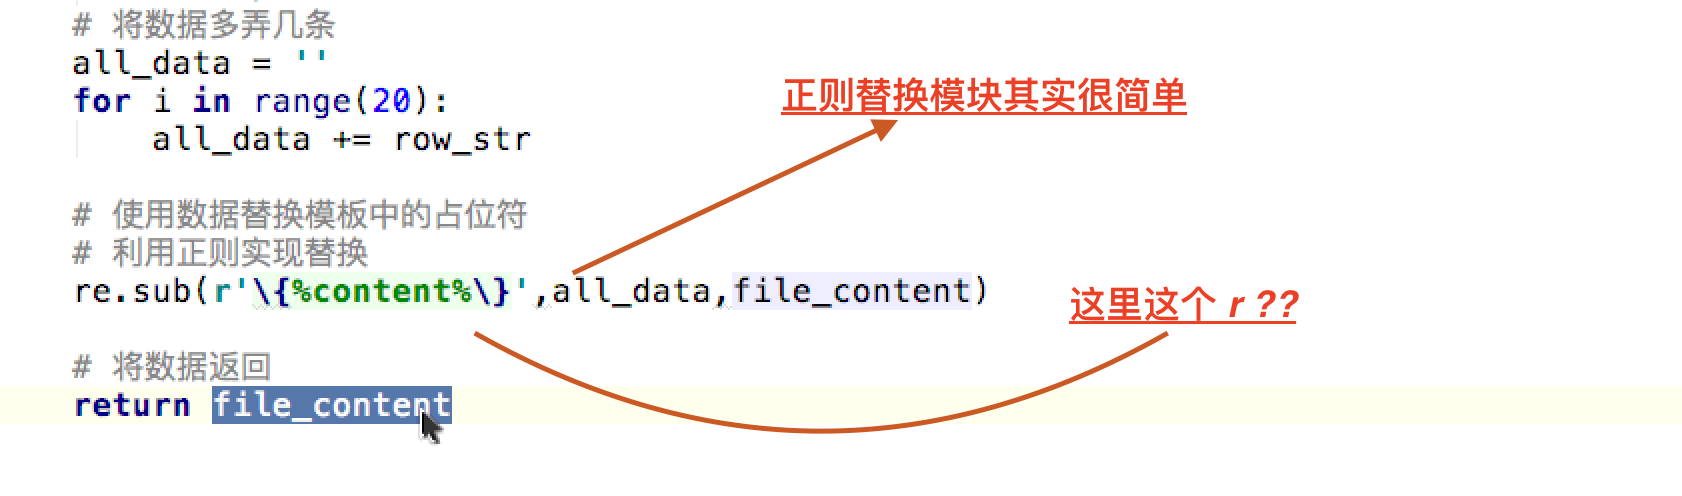 # 将数据多弄几条
all_data = ''
for i in range(20):
    all_data += row_str
正则替换模块其实很简单
# 使用数据替换模板中的占位符
# 利用正则实现替换
re.sub(r'\{%content%\}',all_data,file_content)
这里这个 r ??
# 将数据返回
return file_content